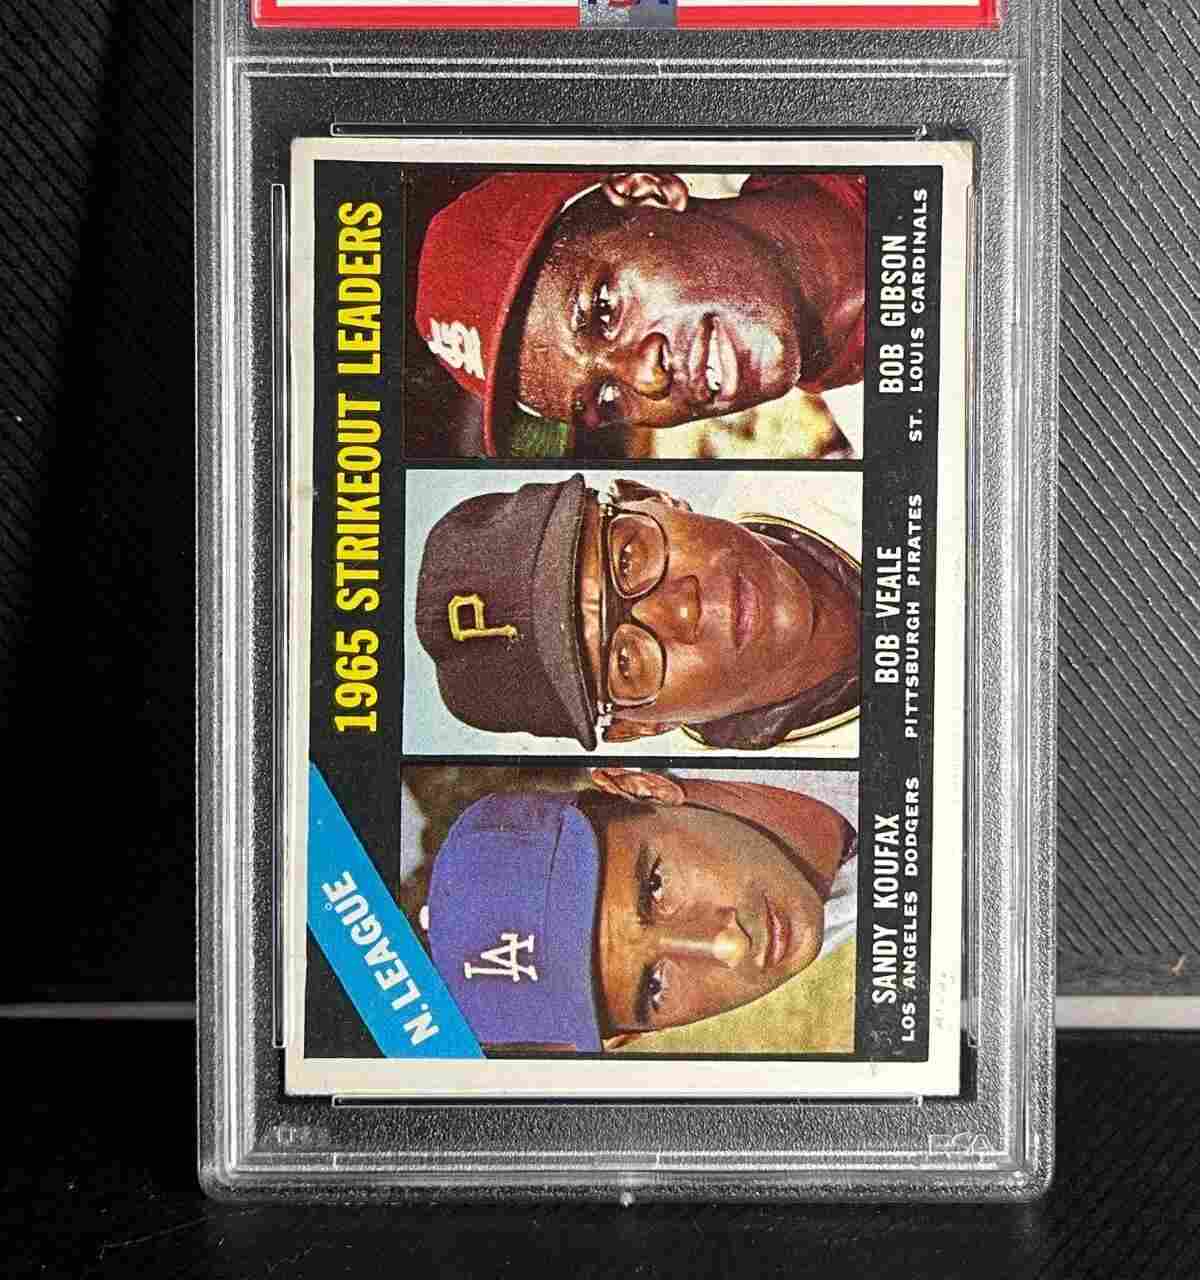 1965 STRIKEOUT LEADERS
N. LEAGUE
LA
P
STL
SANDY KOUFAX
LOS ANGELES DODGERS
BOB VEALE
PITTSBURGH PIRATES
BOB GIBSON
ST. LOUIS CARDINALS
PSA